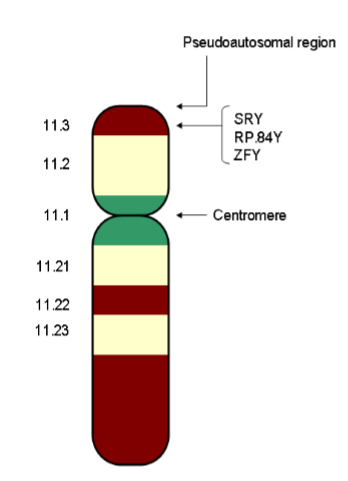 Pseudoautosomal region
11.3
SRY
RP.84Y
ZFY
11.2
11.1
Centromere
11.21
11.22
11.23